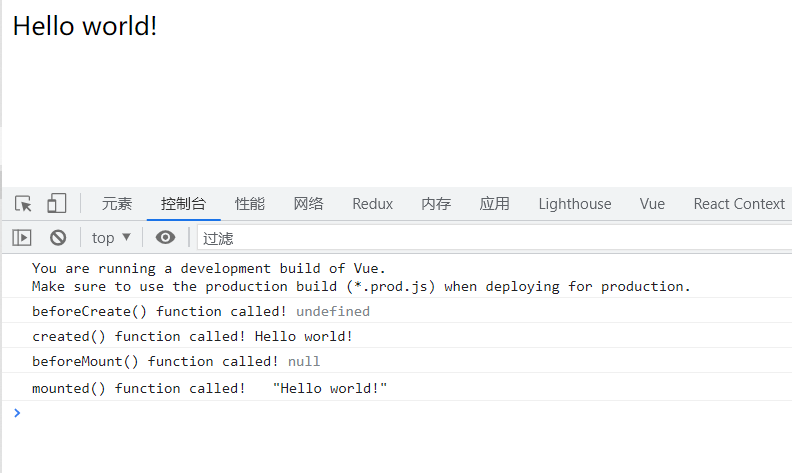 Hello world!
元素 控制台 性能 网络 Redux 内存 应用 Lighthouse Vue React Context
top 过滤
You are running a development build of Vue.
Make sure to use the production build (*.prod.js) when deploying for production.
beforeCreate() function called! undefined
created() function called! Hello world!
beforeMount() function called! null
mounted() function called! "Hello world!"